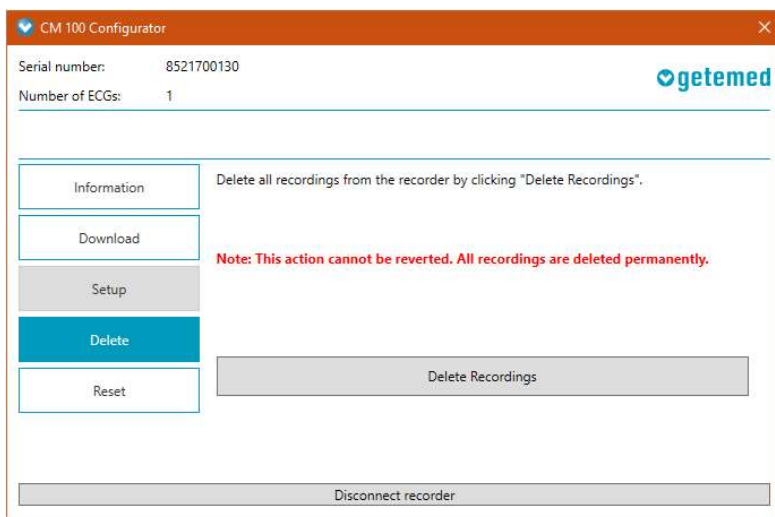 CM 100 Configurator
Serial number: 8521700130
getemed
Number of ECGs: 1
Information
Delete all recordings from the recorder by clicking "Delete Recordings".
Download
Note: This action cannot be reverted. All recordings are deleted permanently.
Setup
Delete
Delete Recordings
Reset
Disconnect recorder